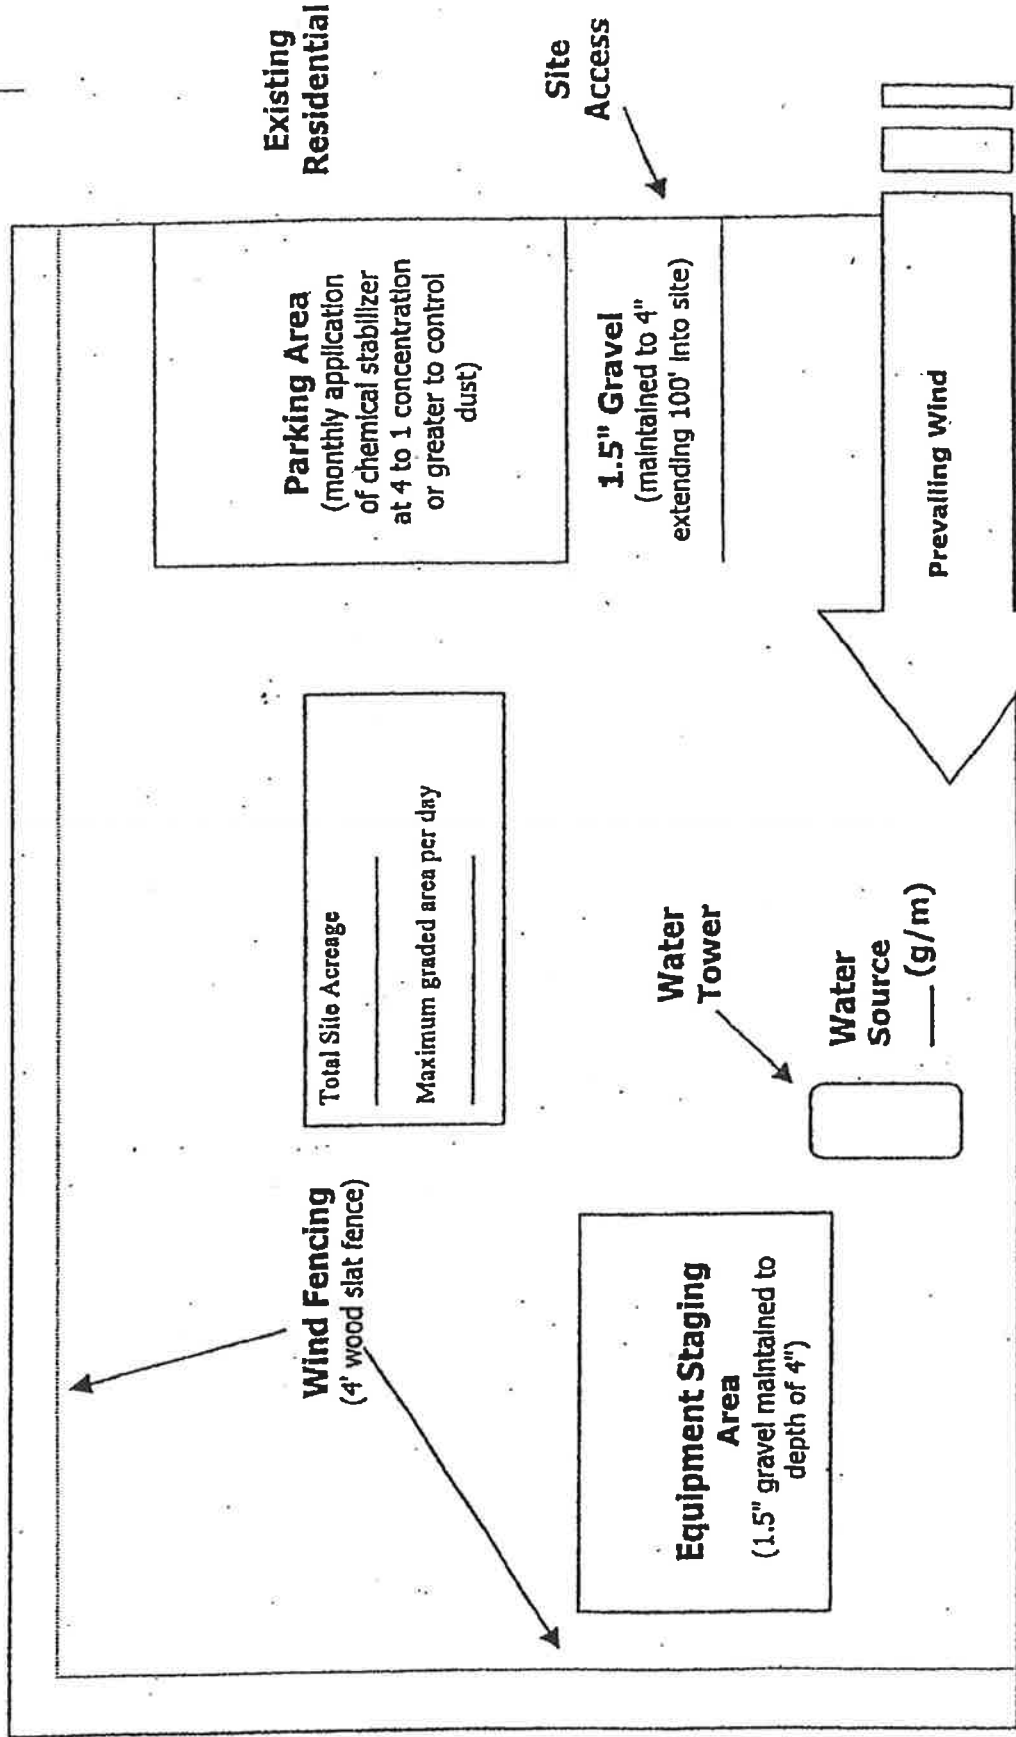 Wind Fencing
(4' wood slat fence)
Total Site Acreage
Maximum graded area per day
Parking Area
(monthly application
of chemical stabilizer
at 4 to 1 concentration
or greater to control
dust)
Existing
Residential
Equipment Staging
Area
(1.5" gravel maintained to
depth of 4")
Water
Tower
Water
Source
___ (g/m)
1.5" Gravel
(maintained to 4"
extending 100' into site)
Site
Access
Prevailing Wind